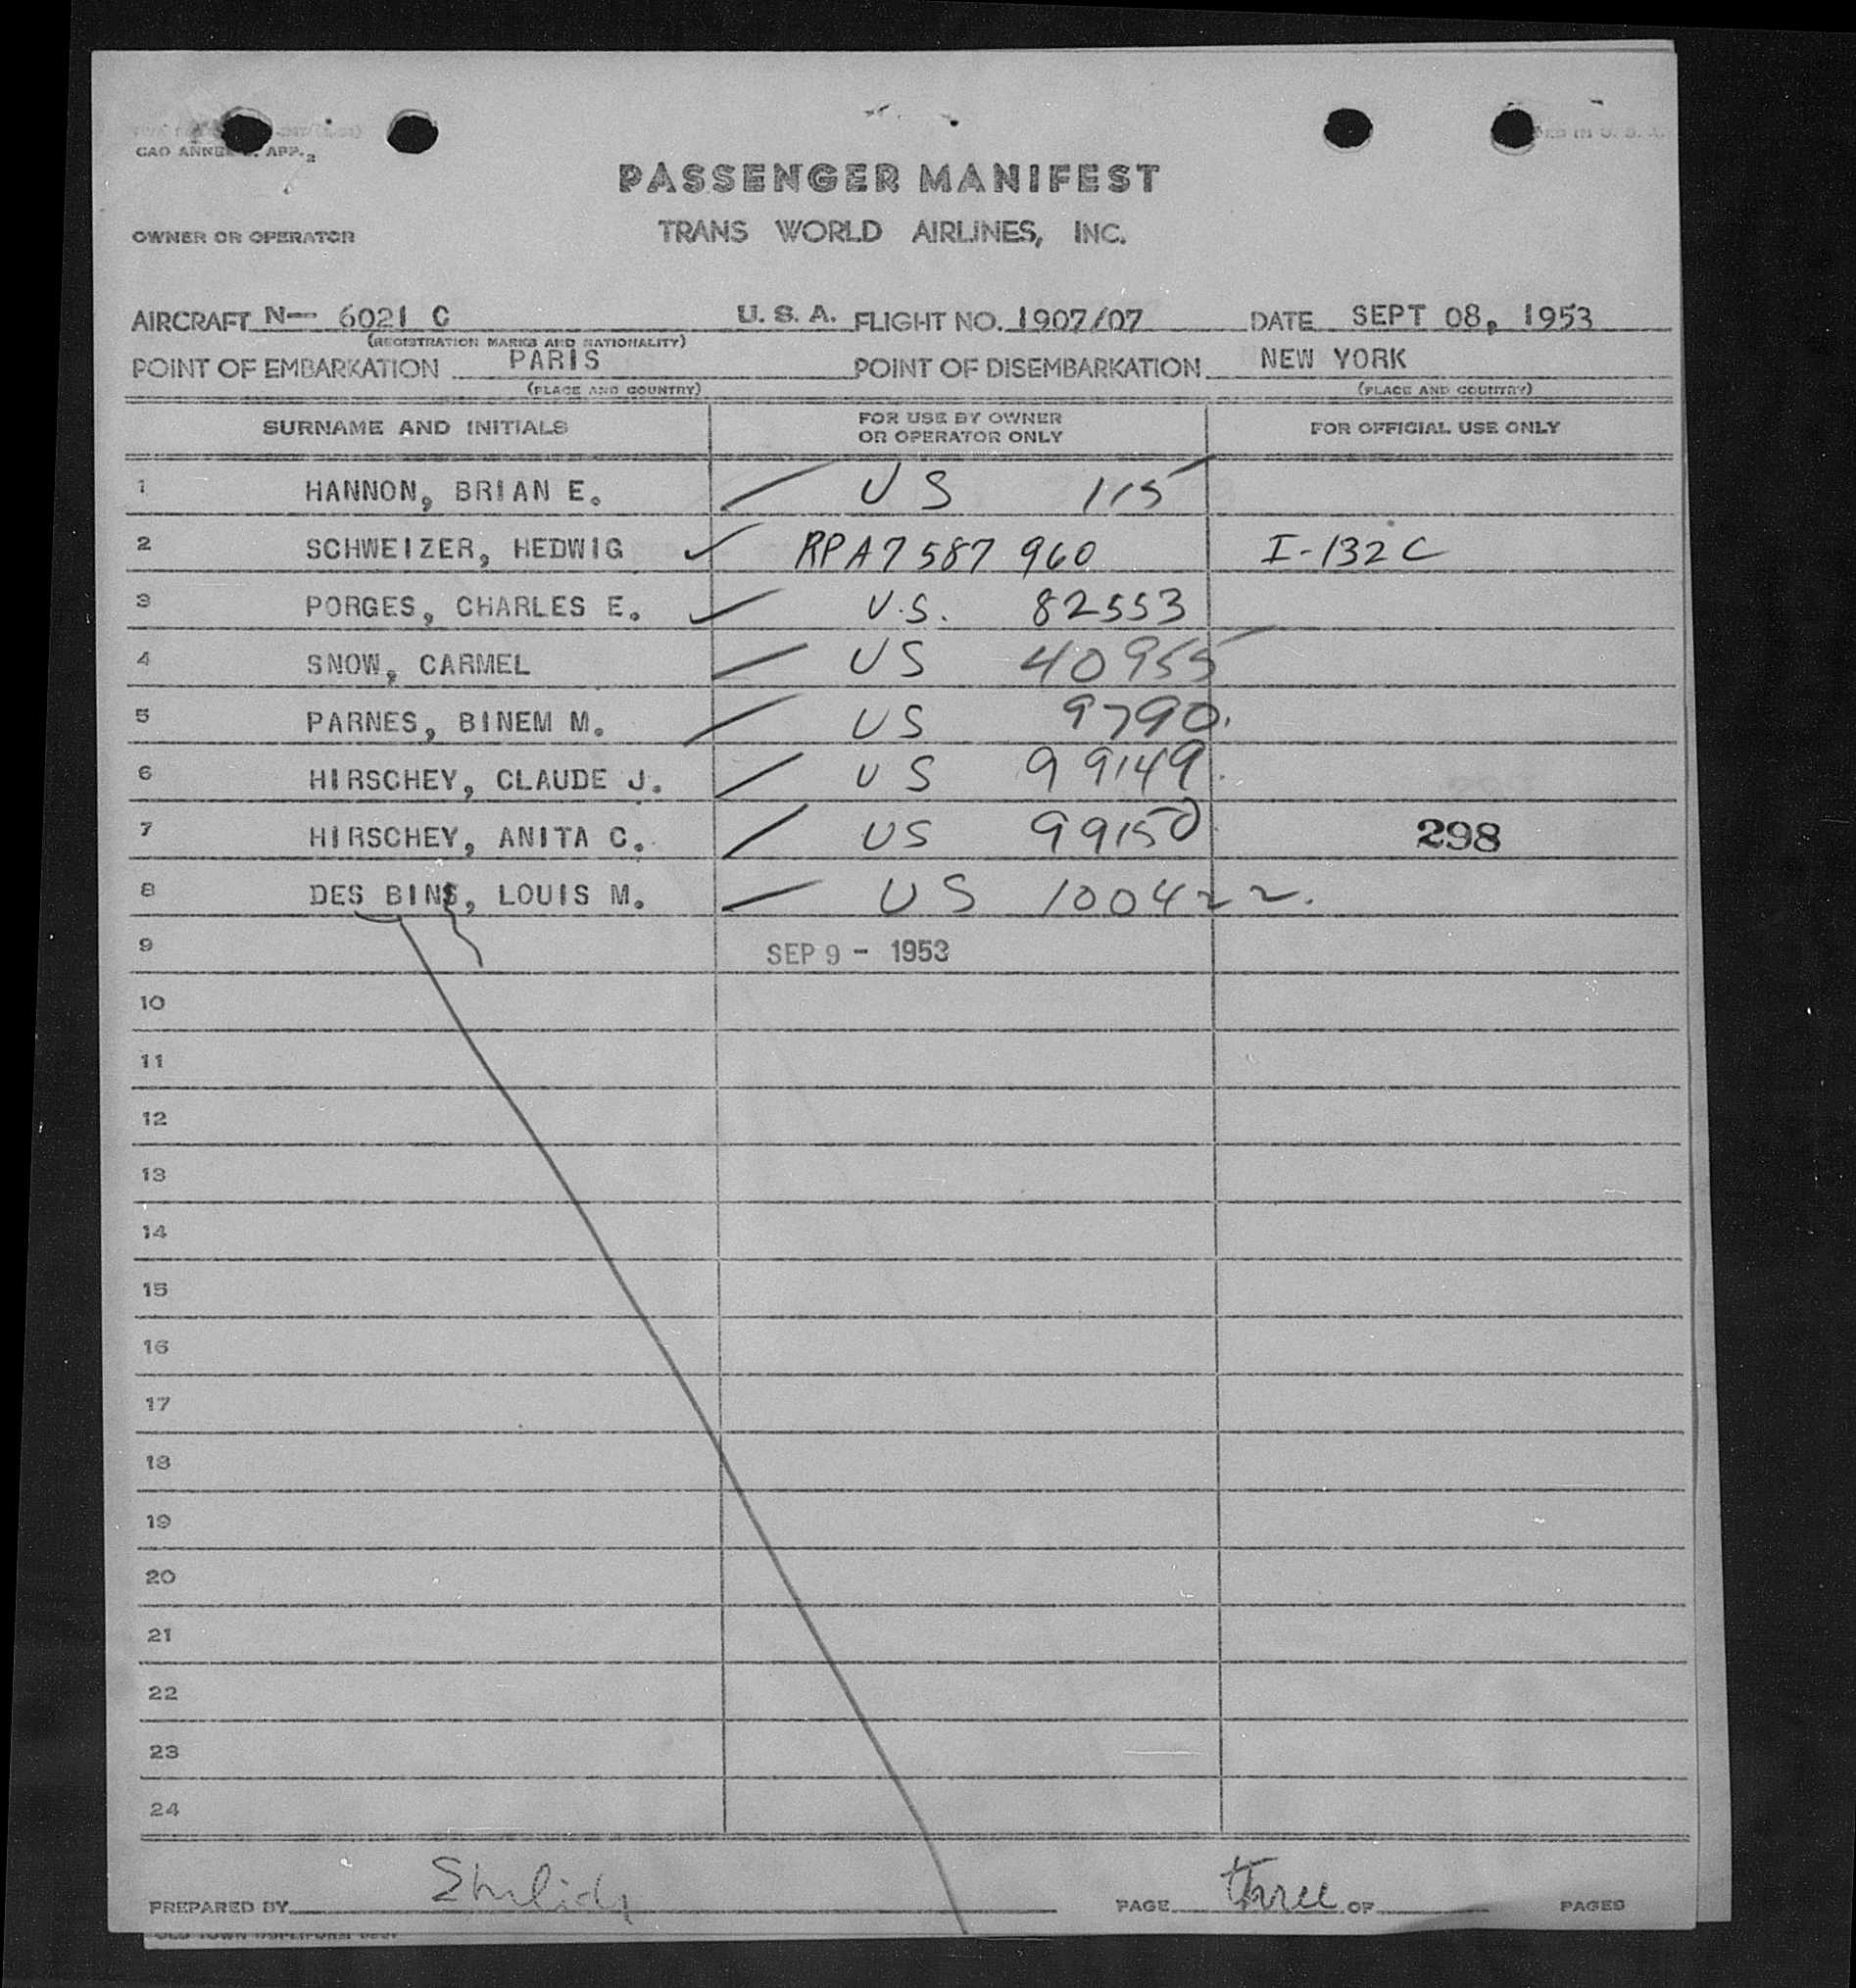 CAO ANNEX APP. 2
PASSENGER MANIFEST
OWNER OR OPERATOR TRANS WORLD AIRLINES, INC.
AIRCRAFT N— 6021 C U. S. A. FLIGHT NO. 1907/07 DATE SEPT 08, 1953
(REGISTRATION MARKS AND NATIONALITY)
POINT OF EMBARKATION PARIS POINT OF DISEMBARKATION NEW YORK
(PLACE AND COUNTRY) (PLACE AND COUNTRY)
SURNAME AND INITIALS FOR USE BY OWNER OR OPERATOR ONLY FOR OFFICIAL USE ONLY
1 HANNON, BRIAN E. US 115
2 SCHWEIZER, HEDWIG RPA7587960 I-132C
3 PORGES, CHARLES E. U.S. 82553
4 SNOW, CARMEL US 40955
5 PARNES, BINEM M. US 9790.
6 HIRSCHEY, CLAUDE J. US 99149.
7 HIRSCHEY, ANITA C. US 99150 298
8 DES BINS, LOUIS M. US 100422.
9 SEP 9 - 1953
10
11
12
13
14
15
16
17
18
19
20
21
22
23
24
PREPARED BY PAGE three OF PAGES